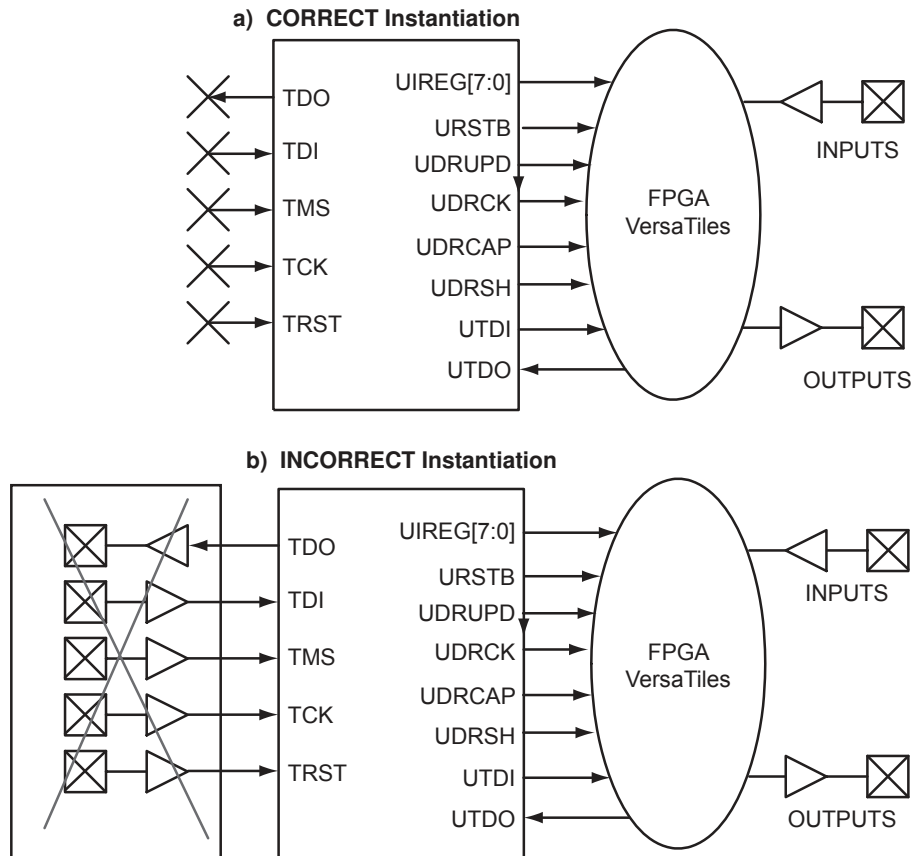 a) CORRECT Instantiation
TDO
TDI
TMS
TCK
TRST
UIREG[7:0]
URSTB
UDRUPD
UDRCK
UDRCAP
UDRSH
UTDI
UTDO
FPGA
VersaTiles
INPUTS
OUTPUTS
b) INCORRECT Instantiation
TDO
TDI
TMS
TCK
TRST
UIREG[7:0]
URSTB
UDRUPD
UDRCK
UDRCAP
UDRSH
UTDI
UTDO
FPGA
VersaTiles
INPUTS
OUTPUTS